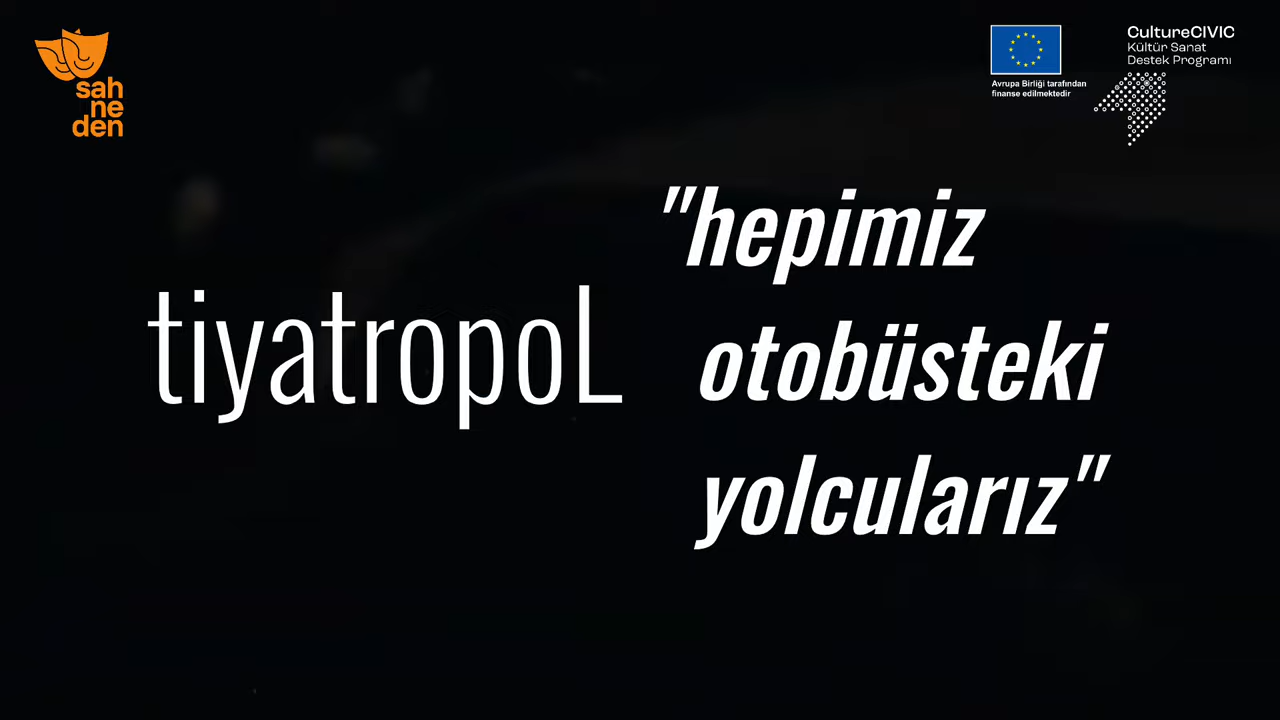 sah
ne
den
Avrupa Birliği tarafından
finanse edilmektedir
CultureCIVIC
Kültür Sanat
Destek Programı
tiyatropoL
"hepimiz
otobüsteki
yolcularız"